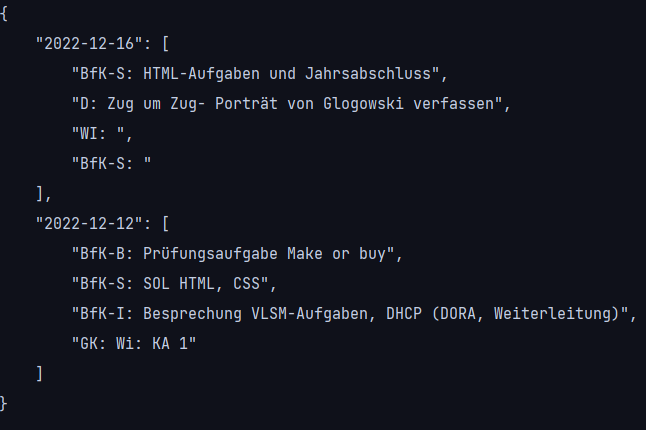 {
    "2022-12-16": [
        "BfK-S: HTML-Aufgaben und Jahrsabschluss",
        "D: Zug um Zug- Porträt von Glogowski verfassen",
        "WI: ",
        "BfK-S: "
    ],
    "2022-12-12": [
        "BfK-B: Prüfungsaufgabe Make or buy",
        "BfK-S: SOL HTML, CSS",
        "BfK-I: Besprechung VLSM-Aufgaben, DHCP (DORA, Weiterleitung)",
        "GK: Wi: KA 1"
    ]
}